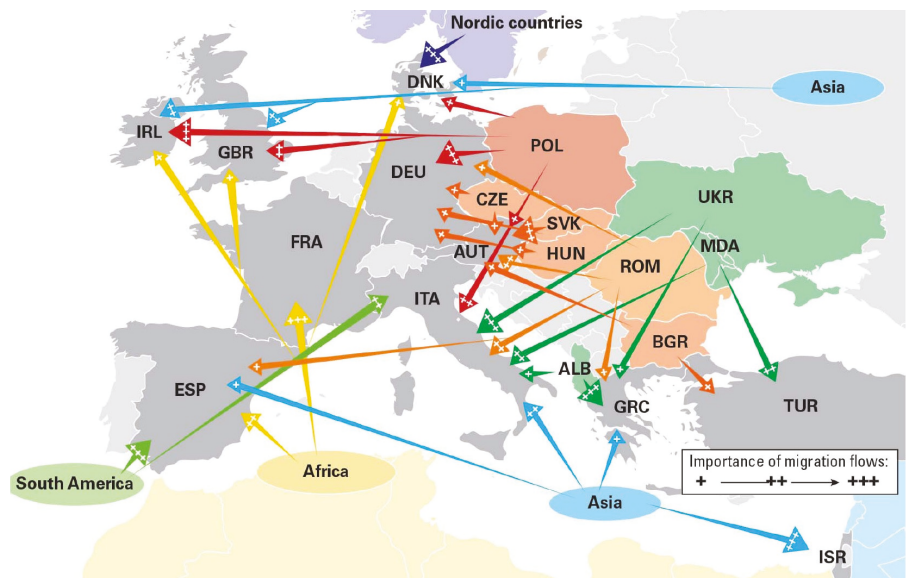 Nordic countries
DNK
Asia
IRL
GBR
POL
DEU
CZE
UKR
SVK
FRA
AUT
HUN
MDA
ROM
ITA
BGR
ESP
ALB
GRC
TUR
Importance of migration flows:
+ ++ +++
South America
Africa
Asia
ISR